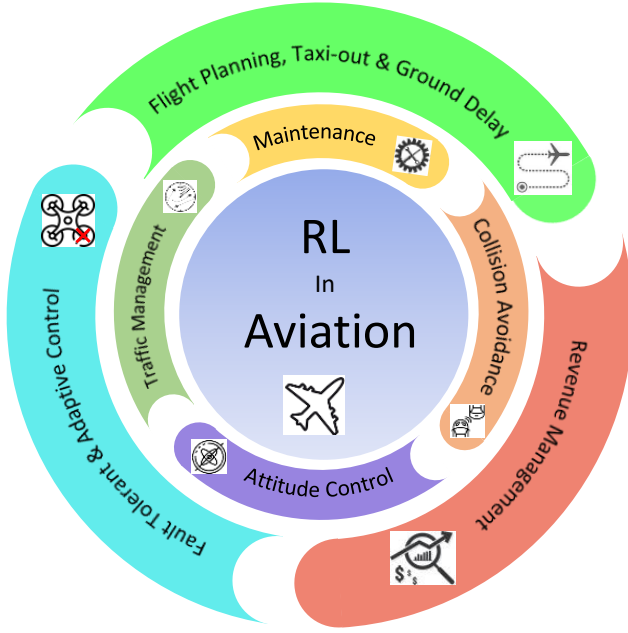 RL
In
Aviation
Maintenance
Collision Avoidance
Attitude Control
Traffic Management
Flight Planning, Taxi-out & Ground Delay
Revenue Management
$$$
Fault Tolerant & Adaptive Control